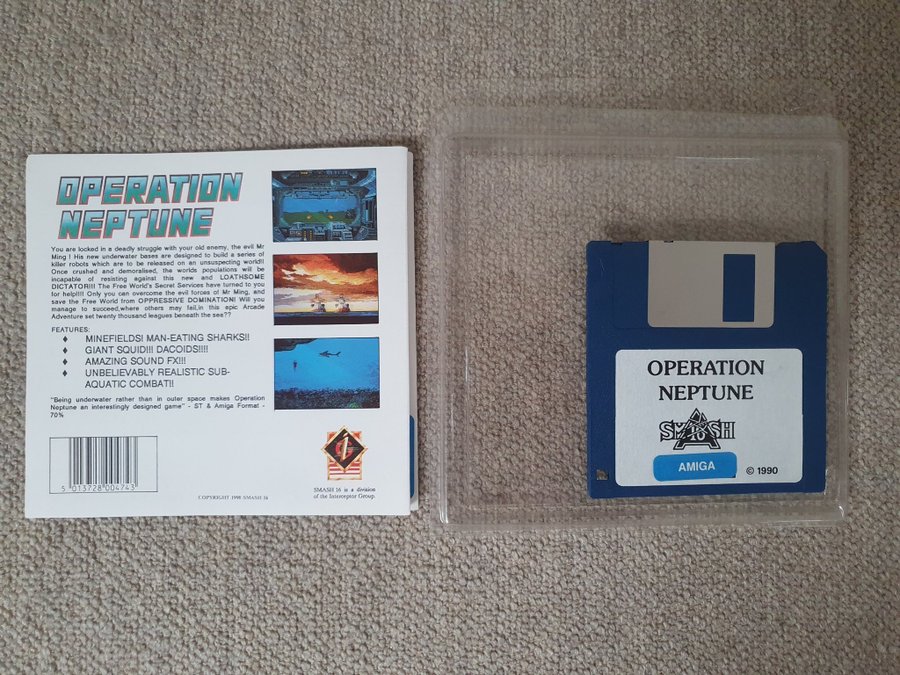 OPERATION
NEPTUNE
You are locked in a deadly struggle with your old enemy, the evil Mr
Ming ! His new underwater bases are designed to build a series of
killer robots which are to be released on an unsuspecting world!!
Once crushed and demoralised, the worlds populations will be
incapable of resisting against this new and LOATHSOME
DICTATOR!!! The Free World's Secret Services have turned to you
for help!!!! Only you can overcome the evil forces of Mr Ming, and
save the Free World from OPPRESSIVE DOMINATION! Will you
manage to succeed,where others may fail,in this epic Arcade
Adventure set twenty thousand leagues beneath the sea??
FEATURES:
♦ MINEFIELDS! MAN-EATING SHARKS!!
♦ GIANT SQUID!!! DACOIDS!!!!
♦ AMAZING SOUND FX!!!
♦ UNBELIEVABLY REALISTIC SUB-
AQUATIC COMBAT!!
"Being underwater rather than in outer space makes Operation
Neptune an interestingly designed game" - ST & Amiga Format -
70%
5 013728 004743
COPYRIGHT 1990 SMASH 16
SMASH 16 is a division
of the Interceptor Group.
OPERATION
NEPTUNE
SMASH
16
AMIGA
© 1990